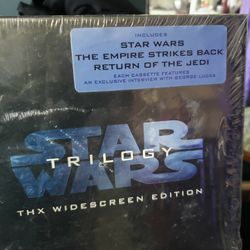 INCLUDES
STAR WARS
THE EMPIRE STRIKES BACK
RETURN OF THE JEDI
EACH CASSETTE FEATURES
AN EXCLUSIVE INTERVIEW WITH GEORGE LUCAS
STAR
TRILOGY
WARS
THX WIDESCREEN EDITION